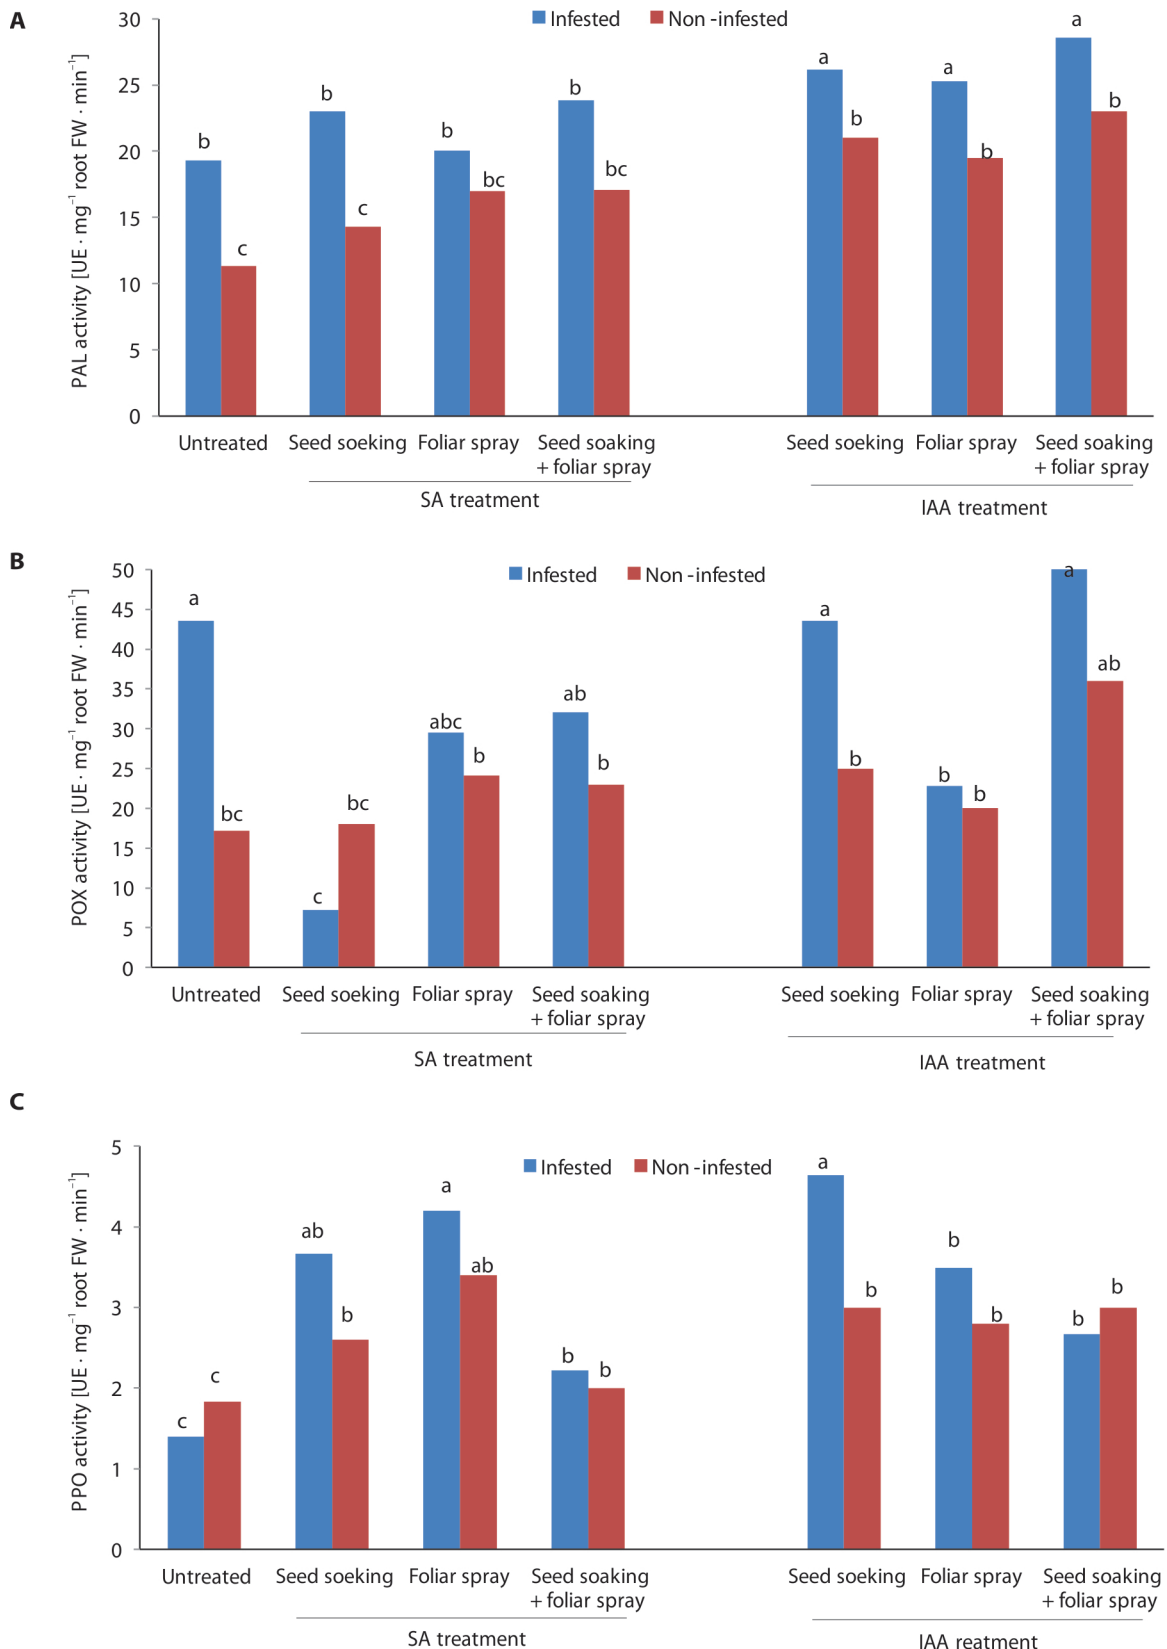 A
PAL activity [UE · mg⁻¹ root FW · min⁻¹]
30
25
20
15
10
5
0
Infested Non -infested
b c b c b bc b bc a b a b a b
Untreated Seed soeking Foliar spray Seed soaking
+ foliar spray
Seed soeking Foliar spray Seed soaking
+ foliar spray
SA treatment
IAA treatment
B
POX activity [UE · mg⁻¹ root FW · min⁻¹]
50
45
40
35
30
25
20
15
10
5
0
Infested Non -infested
a bc c bc abc b ab b a b b b a ab
Untreated Seed soeking Foliar spray Seed soaking
+ foliar spray
Seed soeking Foliar spray Seed soaking
+ foliar spray
SA treatment
IAA treatment
C
PPO activity [UE · mg⁻¹ root FW · min⁻¹]
5
4
3
2
1
0
Infested Non -infested
c c ab b a ab b b a b b b b b
Untreated Seed soeking Foliar spray Seed soaking
+ foliar spray
Seed soeking Foliar spray Seed soaking
+ foliar spray
SA treatment
IAA reatment